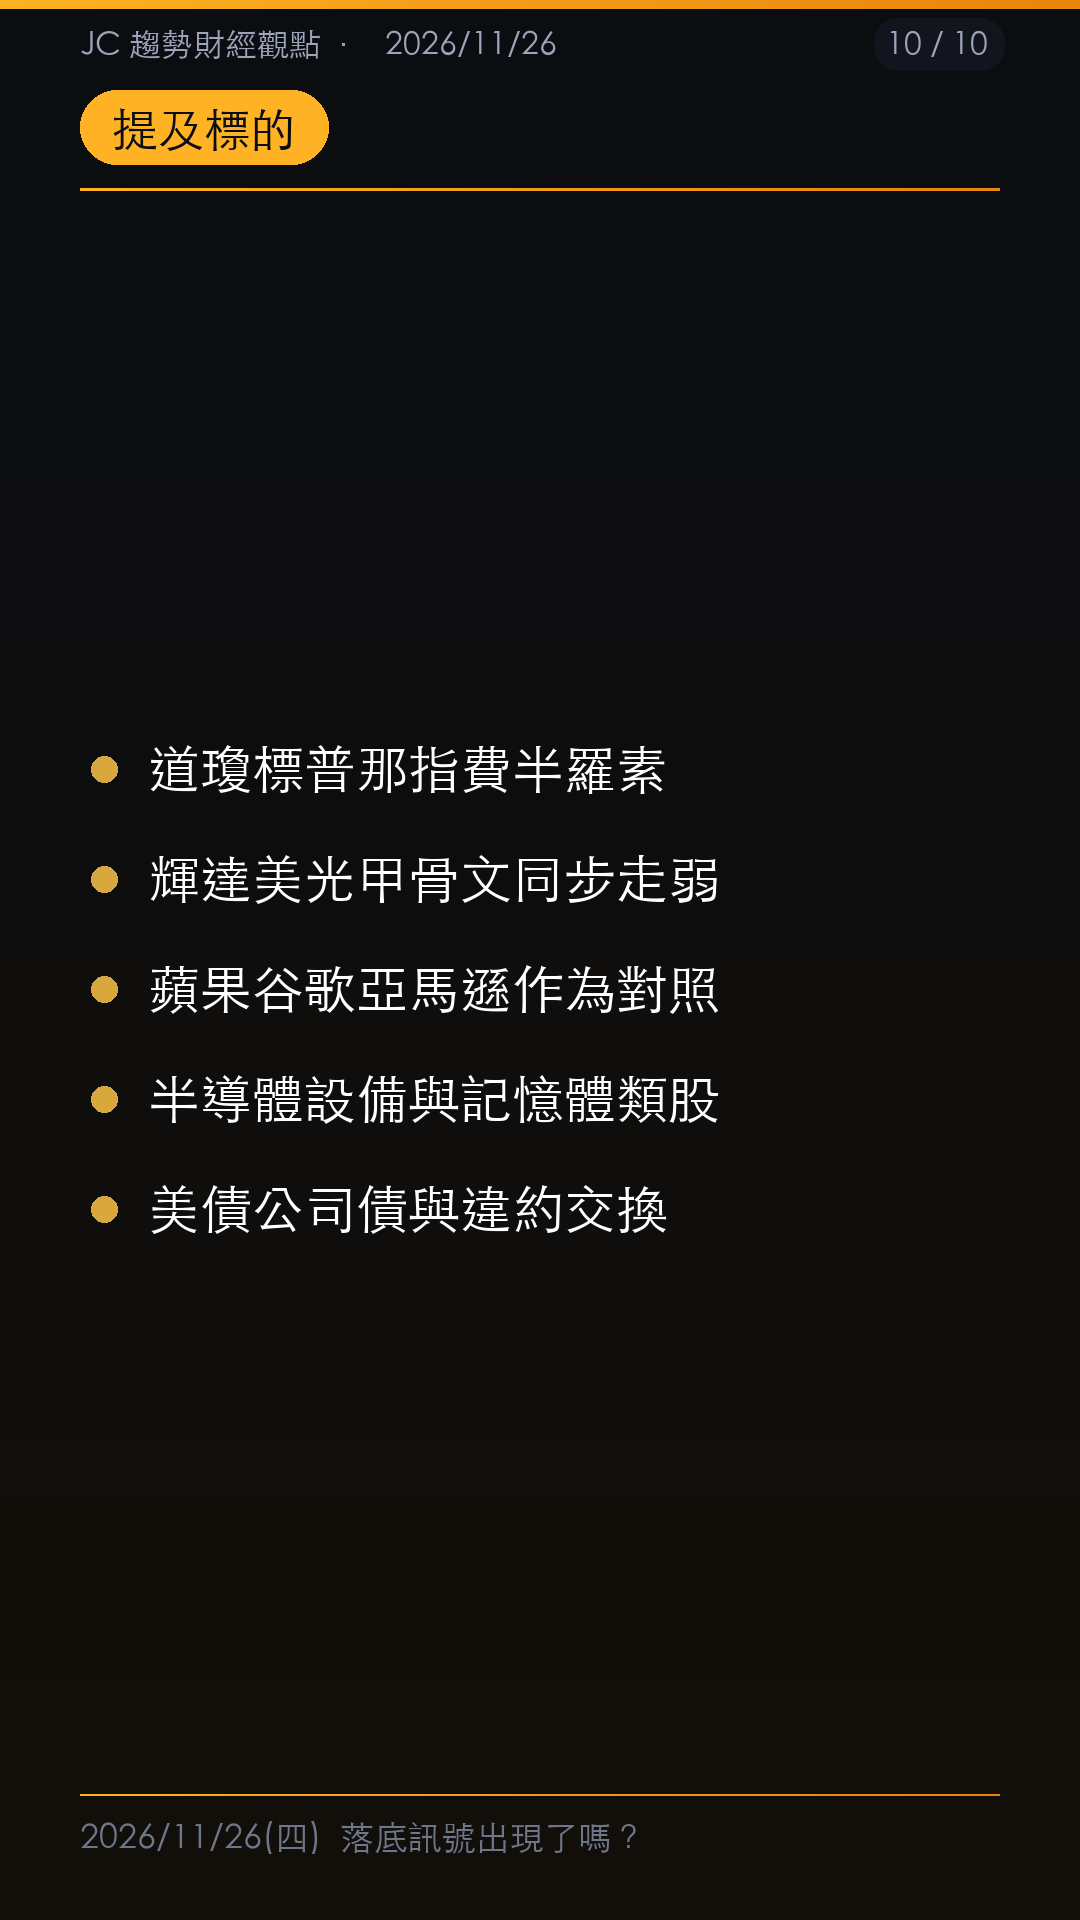 JC 趨勢財經觀點 · 2026/11/26
10 / 10
提及標的
道瓊標普那指費半羅素
輝達美光甲骨文同步走弱
蘋果谷歌亞馬遜作為對照
半導體設備與記憶體類股
美債公司債與違約交換
2026/11/26(四) 落底訊號出現了嗎？